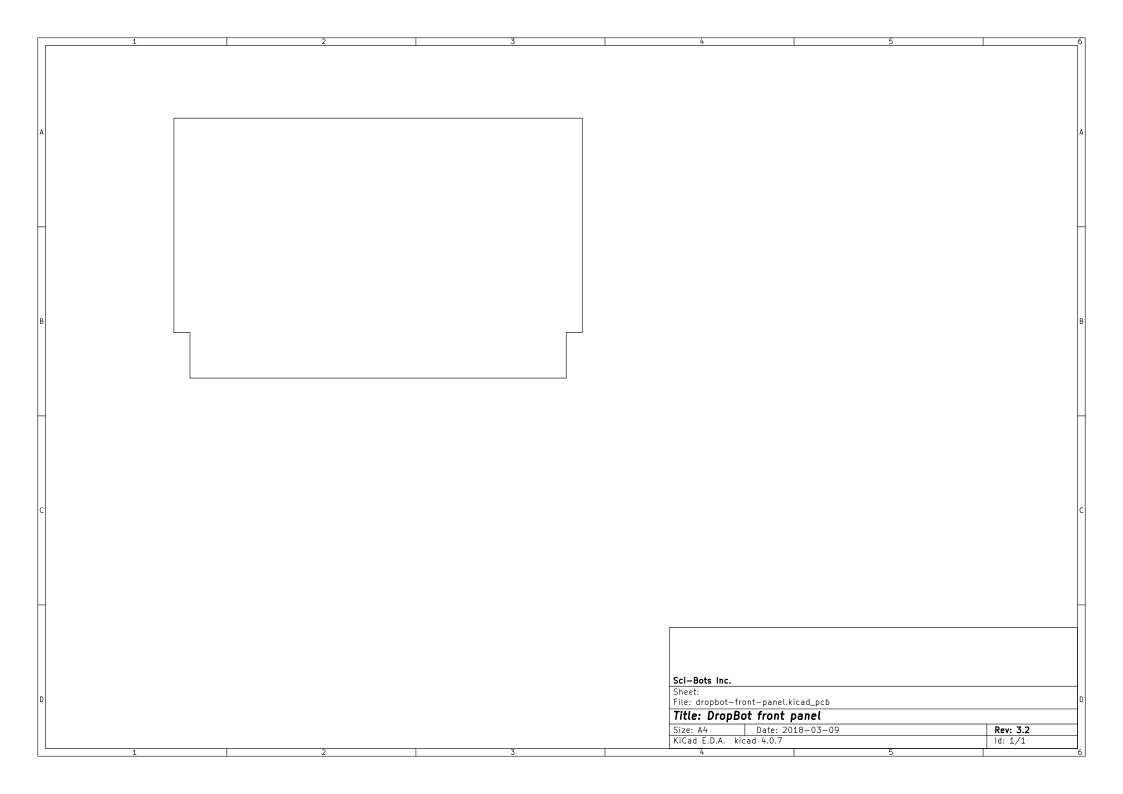 1 2 3 4 5 6
A A
B B
C C
D D
Sci-Bots Inc.
Sheet:
File: dropbot-front-panel.kicad_pcb
Title: DropBot front panel
Size: A4 Date: 2018-03-09 Rev: 3.2
KiCad E.D.A. kicad 4.0.7 Id: 1/1
1 2 3 4 5 6